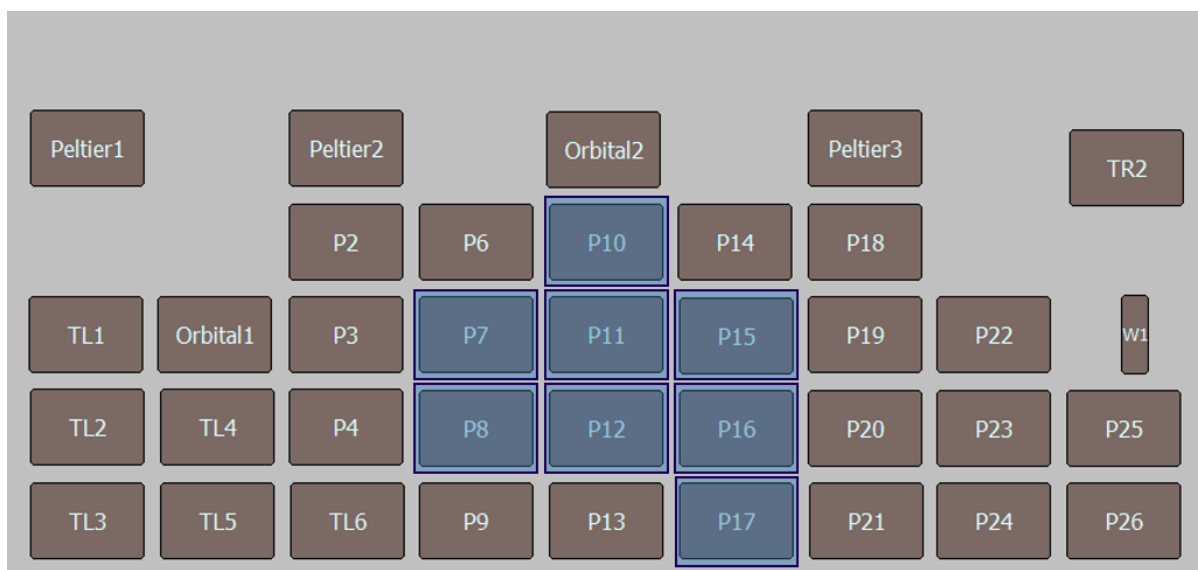 Peltier1 Peltier2 Orbital2 Peltier3 TR2
P2 P6 P10 P14 P18
TL1 Orbital1 P3 P7 P11 P15 P19 P22 W1
TL2 TL4 P4 P8 P12 P16 P20 P23 P25
TL3 TL5 TL6 P9 P13 P17 P21 P24 P26